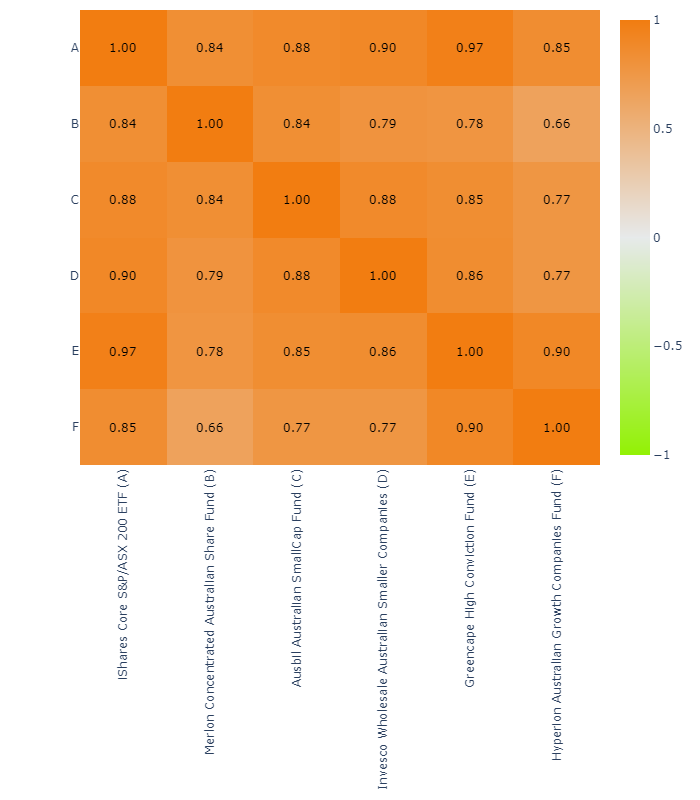 A 1.00 0.84 0.88 0.90 0.97 0.85 1
B 0.84 1.00 0.84 0.79 0.78 0.66 0.5
C 0.88 0.84 1.00 0.88 0.85 0.77 0
D 0.90 0.79 0.88 1.00 0.86 0.77
E 0.97 0.78 0.85 0.86 1.00 0.90 −0.5
F 0.85 0.66 0.77 0.77 0.90 1.00 −1
iShares Core S&P/ASX 200 ETF (A)
Merlon Concentrated Australian Share Fund (B)
Ausbil Australian SmallCap Fund (C)
Invesco Wholesale Australian Smaller Companies (D)
Greencape High Conviction Fund (E)
Hyperion Australian Growth Companies Fund (F)